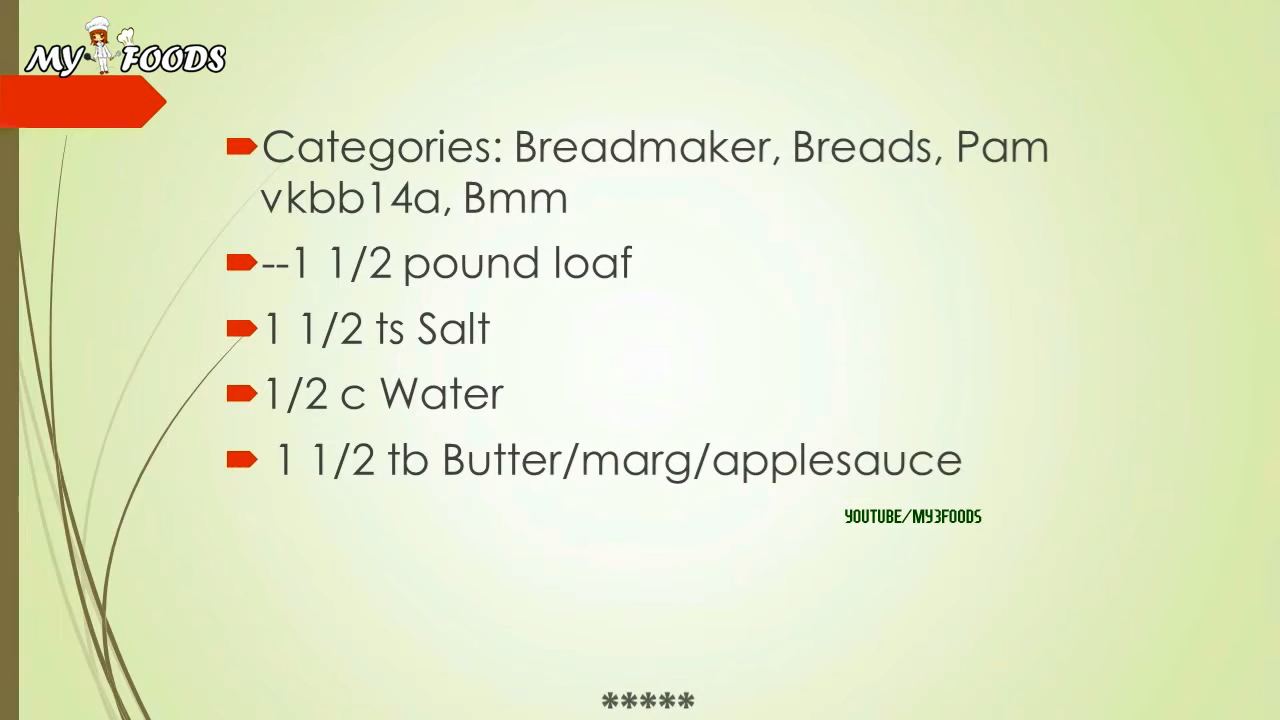 MY FOODS
Categories: Breadmaker, Breads, Pam
vkbb14a, Bmm
--1 1/2 pound loaf
1 1/2 ts Salt
1/2 c Water
1 1/2 tb Butter/marg/applesauce
YOUTUBE/MY3FOODS
*****